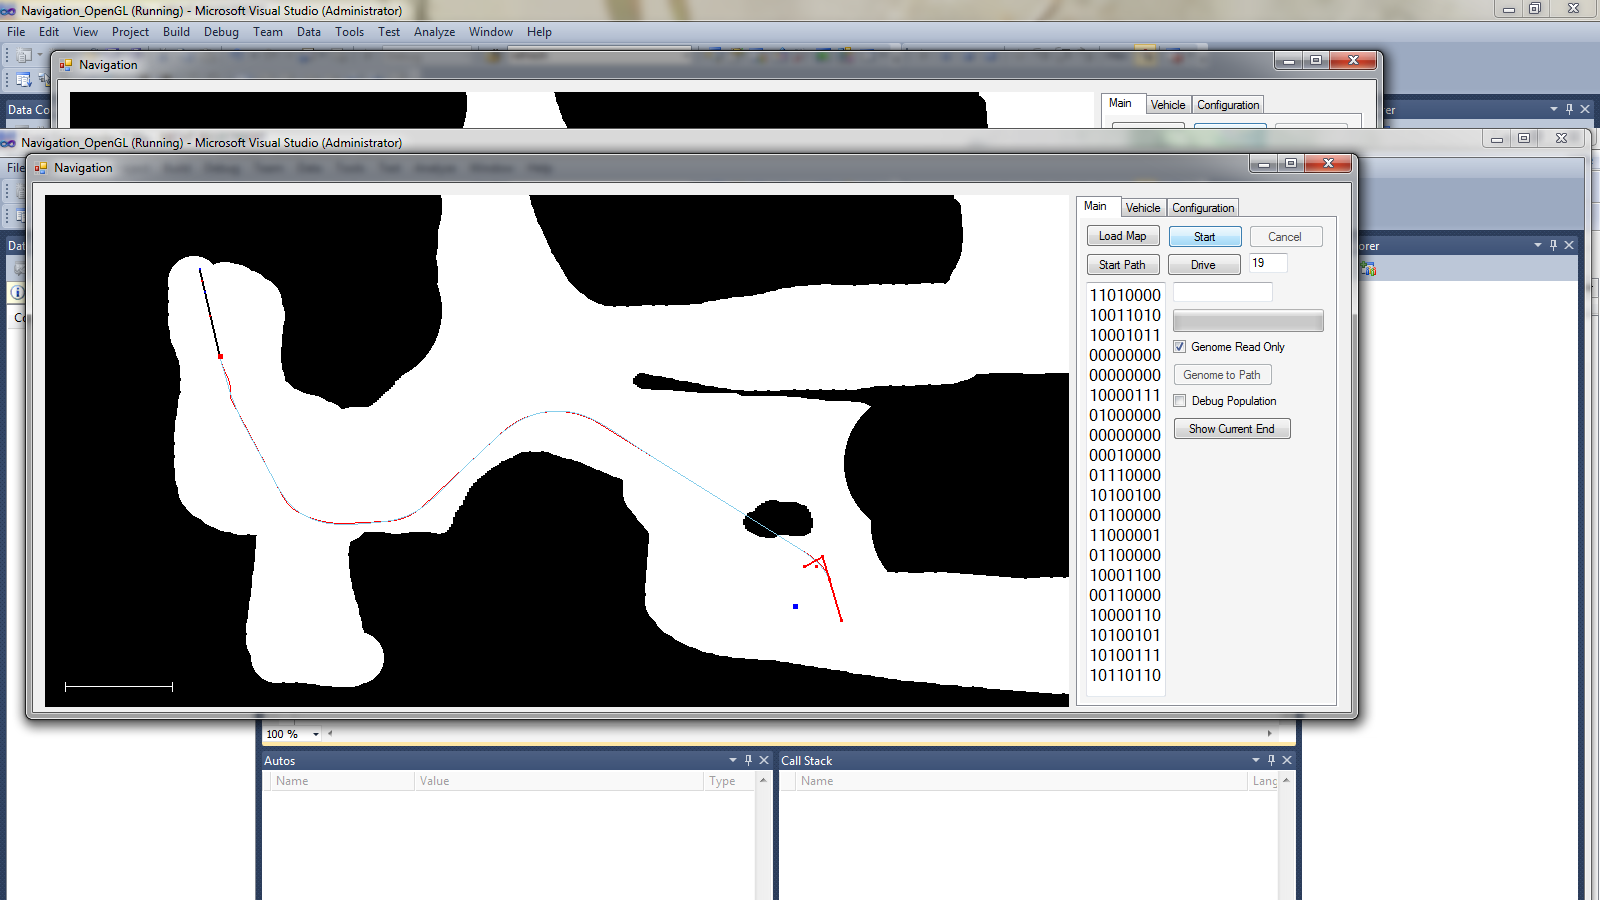 Navigation_OpenGL (Running) - Microsoft Visual Studio (Administrator)
File Edit View Project Build Debug Team Data Tools Test Analyze Window Help
Navigation
Main Vehicle Configuration
Data Co
rer
Navigation_OpenGL (Running) - Microsoft Visual Studio (Administrator)
File
Navigation
Main Vehicle Configuration
Load Map Start Cancel
Start Path Drive 19
Dat
orer
Co
11010000
10011010
10001011
00000000
00000000
10000111
01000000
00000000
00010000
01110000
10100100
01100000
11000001
01100000
10001100
00110000
10000110
10100101
10100111
10110110
Genome Read Only
Genome to Path
Debug Population
Show Current End
100 %
Autos
Name Value Type
Call Stack
Name Lang